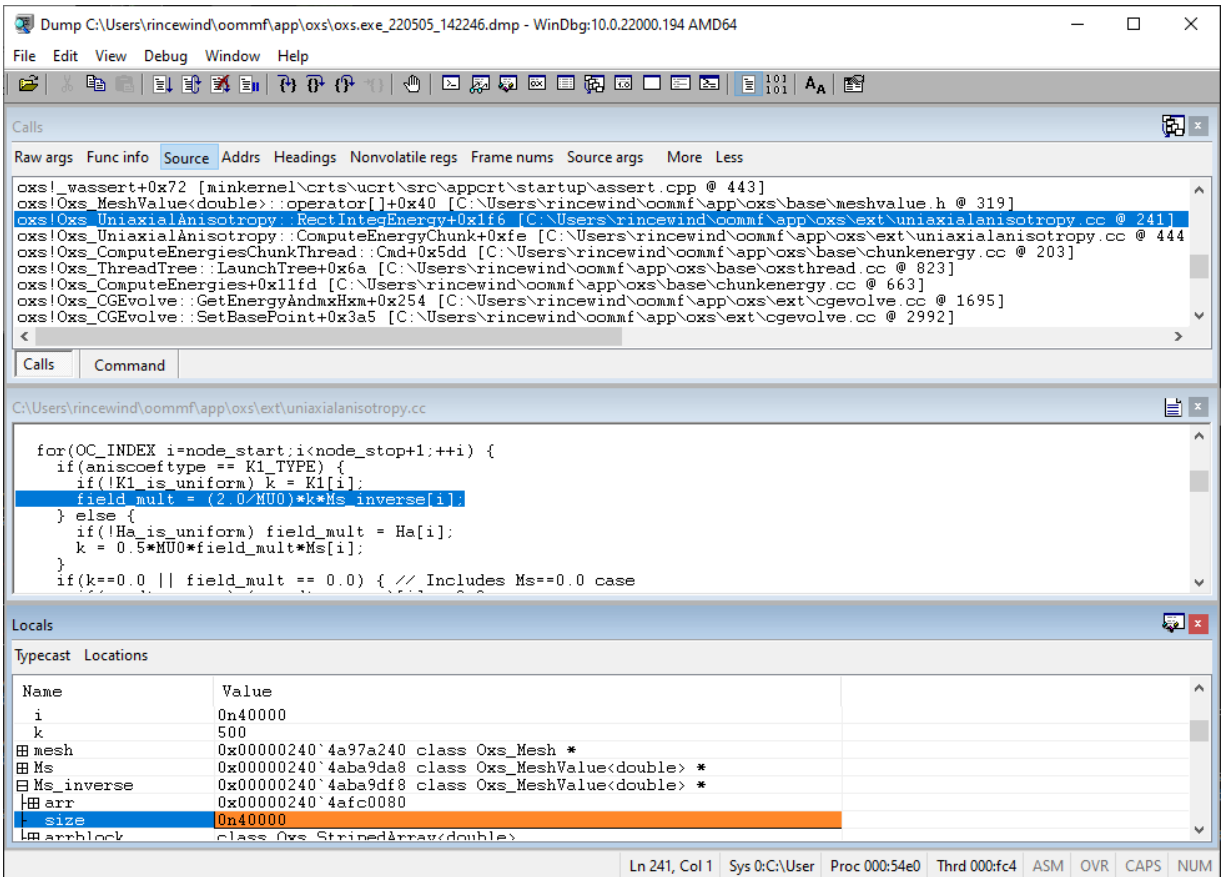 Dump C:\Users\rincewind\oommf\app\oxs\oxs.exe_220505_142246.dmp - WinDbg:10.0.22000.194 AMD64
File Edit View Debug Window Help
Calls
Raw args Func info Source Addrs Headings Nonvolatile regs Frame nums Source args More Less
oxs!_wassert+0x72 [minkernel\crts\ucrt\src\appcrt\startup\assert.cpp @ 443]
oxs!Oxs_MeshValue<double>::operator[]+0x40 [C:\Users\rincewind\oommf\app\oxs\base\meshvalue.h @ 319]
oxs!Oxs_UniaxialAnisotropy::RectIntegEnergy+0x1f6 [C:\Users\rincewind\oommf\app\oxs\ext\uniaxialanisotropy.cc @ 241]
oxs!Oxs_UniaxialAnisotropy::ComputeEnergyChunk+0xfe [C:\Users\rincewind\oommf\app\oxs\ext\uniaxialanisotropy.cc @ 444
oxs!Oxs_ComputeEnergiesChunkThread::Cmd+0x5dd [C:\Users\rincewind\oommf\app\oxs\base\chunkenergy.cc @ 203]
oxs!Oxs_ThreadTree::LaunchTree+0x6a [C:\Users\rincewind\oommf\app\oxs\base\oxsthread.cc @ 823]
oxs!Oxs_ComputeEnergies+0x11fd [C:\Users\rincewind\oommf\app\oxs\base\chunkenergy.cc @ 663]
oxs!Oxs_CGEvolve::GetEnergyAndmxHxm+0x254 [C:\Users\rincewind\oommf\app\oxs\ext\cgevolve.cc @ 1695]
oxs!Oxs_CGEvolve::SetBasePoint+0x3a5 [C:\Users\rincewind\oommf\app\oxs\ext\cgevolve.cc @ 2992]
Calls Command
C:\Users\rincewind\oommf\app\oxs\ext\uniaxialanisotropy.cc
for(OC_INDEX i=node_start;i<node_stop+1;++i) {
if(aniscoeftype == K1_TYPE) {
if(!K1_is_uniform) k = K1[i];
field_mult = (2.0/MU0)*k*Ms_inverse[i];
} else {
if(!Ha_is_uniform) field_mult = Ha[i];
k = 0.5*MU0*field_mult*Ms[i];
}
if(k==0.0 || field_mult == 0.0) { // Includes Ms==0.0 case
Locals
Typecast Locations
Name Value
i 0n40000
k 500
mesh 0x00000240`4a97a240 class Oxs_Mesh *
Ms 0x00000240`4aba9da8 class Oxs_MeshValue<double> *
Ms_inverse 0x00000240`4aba9df8 class Oxs_MeshValue<double> *
arr 0x00000240`4afc0080
size 0n40000
arrblock class Oxs_StripedArray<double>
Ln 241, Col 1 Sys 0:C:\User Proc 000:54e0 Thrd 000:fc4 ASM OVR CAPS NUM